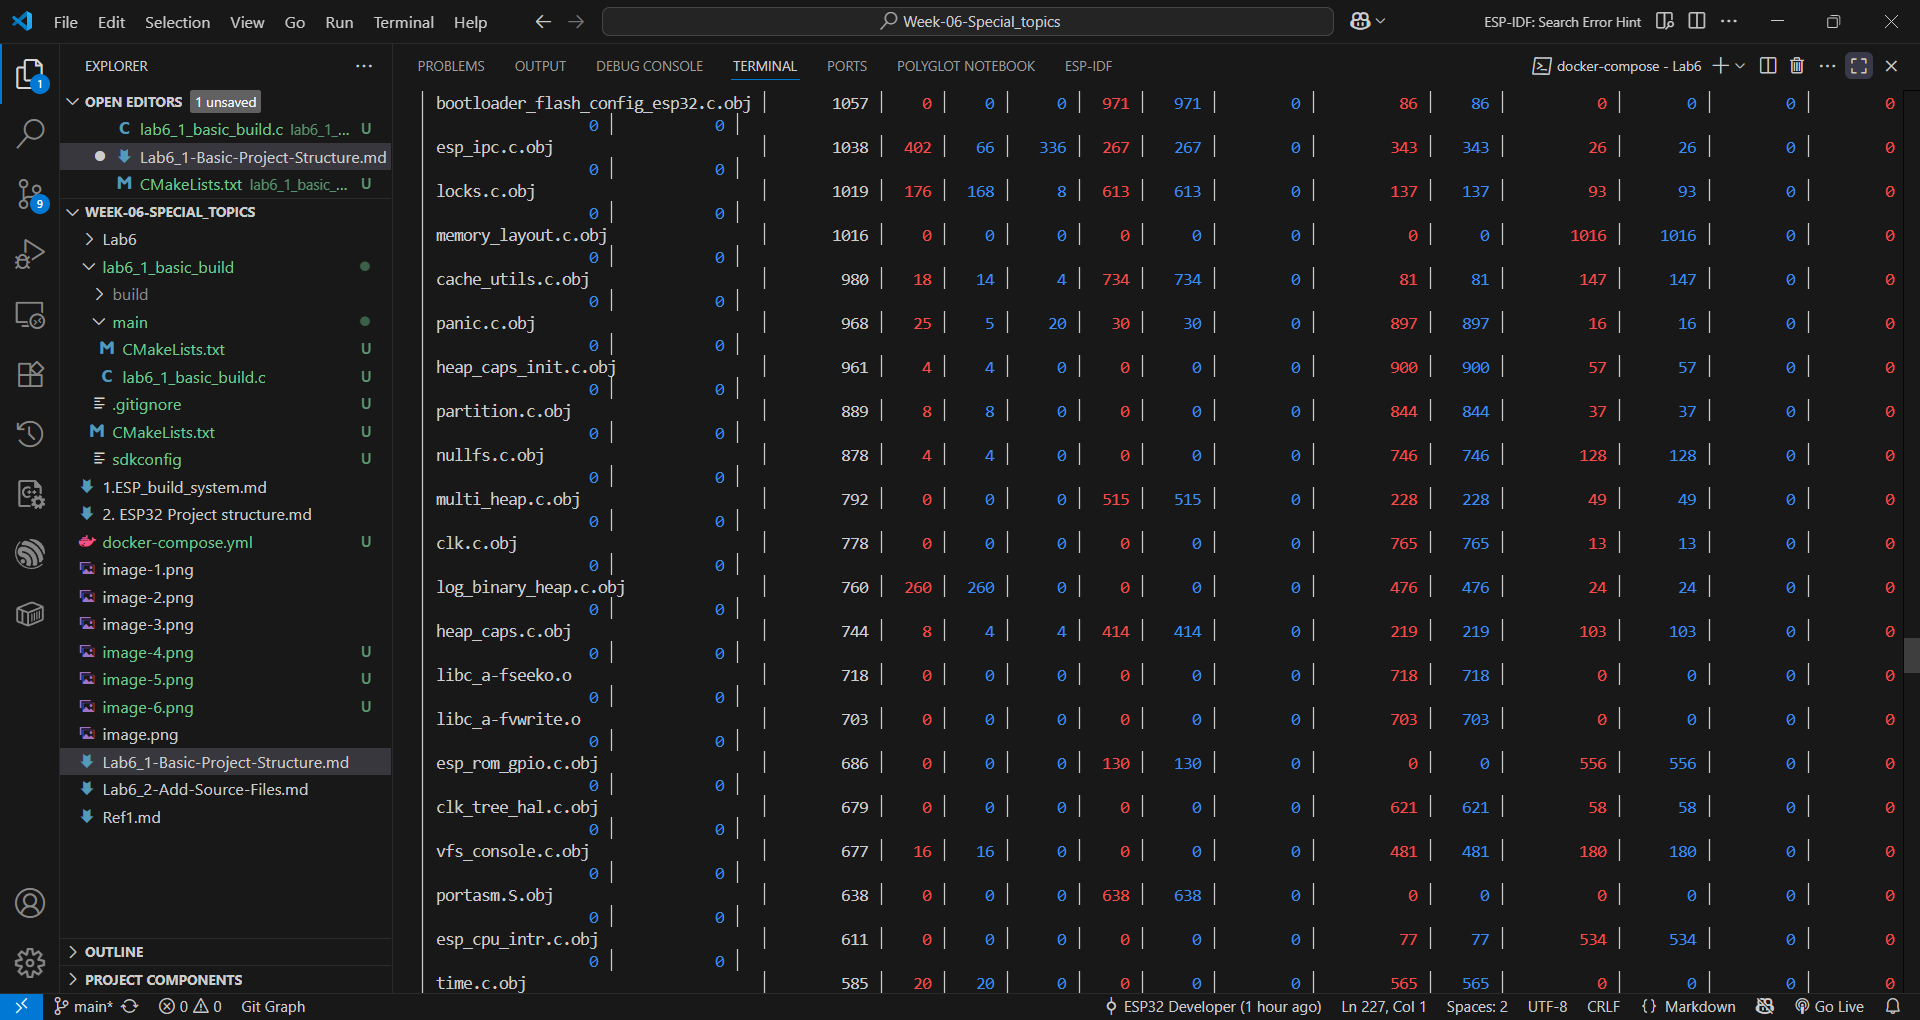 File Edit Selection View Go Run Terminal Help
Week-06-Special_topics
ESP-IDF: Search Error Hint
EXPLORER
OPEN EDITORS 1 unsaved
C lab6_1_basic_build.c lab6_1_... U
Lab6_1-Basic-Project-Structure.md
M CMakeLists.txt lab6_1_basic_... U
WEEK-06-SPECIAL_TOPICS
Lab6
lab6_1_basic_build
build
main
M CMakeLists.txt U
C lab6_1_basic_build.c U
.gitignore U
M CMakeLists.txt U
sdkconfig U
1.ESP_build_system.md
2. ESP32 Project structure.md
docker-compose.yml U
image-1.png
image-2.png
image-3.png
image-4.png U
image-5.png U
image-6.png U
image.png
Lab6_1-Basic-Project-Structure.md
Lab6_2-Add-Source-Files.md
Ref1.md
OUTLINE
PROJECT COMPONENTS
1
9
PROBLEMS OUTPUT DEBUG CONSOLE TERMINAL PORTS POLYGLOT NOTEBOOK ESP-IDF
docker-compose - Lab6
│ bootloader_flash_config_esp32.c.obj │ 1057 │ 0 │ 0 │ 0 │ 971 │ 971 │ 0 │ 86 │ 86 │ 0 │ 0 │ 0 │ 0
0 │ 0 │
│ esp_ipc.c.obj │ 1038 │ 402 │ 66 │ 336 │ 267 │ 267 │ 0 │ 343 │ 343 │ 26 │ 26 │ 0 │ 0
0 │ 0 │
│ locks.c.obj │ 1019 │ 176 │ 168 │ 8 │ 613 │ 613 │ 0 │ 137 │ 137 │ 93 │ 93 │ 0 │ 0
0 │ 0 │
│ memory_layout.c.obj │ 1016 │ 0 │ 0 │ 0 │ 0 │ 0 │ 0 │ 0 │ 0 │ 1016 │ 1016 │ 0 │ 0
0 │ 0 │
│ cache_utils.c.obj │ 980 │ 18 │ 14 │ 4 │ 734 │ 734 │ 0 │ 81 │ 81 │ 147 │ 147 │ 0 │ 0
0 │ 0 │
│ panic.c.obj │ 968 │ 25 │ 5 │ 20 │ 30 │ 30 │ 0 │ 897 │ 897 │ 16 │ 16 │ 0 │ 0
0 │ 0 │
│ heap_caps_init.c.obj │ 961 │ 4 │ 4 │ 0 │ 0 │ 0 │ 0 │ 900 │ 900 │ 57 │ 57 │ 0 │ 0
0 │ 0 │
│ partition.c.obj │ 889 │ 8 │ 8 │ 0 │ 0 │ 0 │ 0 │ 844 │ 844 │ 37 │ 37 │ 0 │ 0
0 │ 0 │
│ nullfs.c.obj │ 878 │ 4 │ 4 │ 0 │ 0 │ 0 │ 0 │ 746 │ 746 │ 128 │ 128 │ 0 │ 0
0 │ 0 │
│ multi_heap.c.obj │ 792 │ 0 │ 0 │ 0 │ 515 │ 515 │ 0 │ 228 │ 228 │ 49 │ 49 │ 0 │ 0
0 │ 0 │
│ clk.c.obj │ 778 │ 0 │ 0 │ 0 │ 0 │ 0 │ 0 │ 765 │ 765 │ 13 │ 13 │ 0 │ 0
0 │ 0 │
│ log_binary_heap.c.obj │ 760 │ 260 │ 260 │ 0 │ 0 │ 0 │ 0 │ 476 │ 476 │ 24 │ 24 │ 0 │ 0
0 │ 0 │
│ heap_caps.c.obj │ 744 │ 8 │ 4 │ 4 │ 414 │ 414 │ 0 │ 219 │ 219 │ 103 │ 103 │ 0 │ 0
0 │ 0 │
│ libc_a-fseeko.o │ 718 │ 0 │ 0 │ 0 │ 0 │ 0 │ 0 │ 718 │ 718 │ 0 │ 0 │ 0 │ 0
0 │ 0 │
│ libc_a-fvwrite.o │ 703 │ 0 │ 0 │ 0 │ 0 │ 0 │ 0 │ 703 │ 703 │ 0 │ 0 │ 0 │ 0
0 │ 0 │
│ esp_rom_gpio.c.obj │ 686 │ 0 │ 0 │ 0 │ 130 │ 130 │ 0 │ 0 │ 0 │ 556 │ 556 │ 0 │ 0
0 │ 0 │
│ clk_tree_hal.c.obj │ 679 │ 0 │ 0 │ 0 │ 0 │ 0 │ 0 │ 621 │ 621 │ 58 │ 58 │ 0 │ 0
0 │ 0 │
│ vfs_console.c.obj │ 677 │ 16 │ 16 │ 0 │ 0 │ 0 │ 0 │ 481 │ 481 │ 180 │ 180 │ 0 │ 0
0 │ 0 │
│ portasm.S.obj │ 638 │ 0 │ 0 │ 0 │ 638 │ 638 │ 0 │ 0 │ 0 │ 0 │ 0 │ 0 │ 0
0 │ 0 │
│ esp_cpu_intr.c.obj │ 611 │ 0 │ 0 │ 0 │ 0 │ 0 │ 0 │ 77 │ 77 │ 534 │ 534 │ 0 │ 0
0 │ 0 │
│ time.c.obj │ 585 │ 20 │ 20 │ 0 │ 0 │ 0 │ 0 │ 565 │ 565 │ 0 │ 0 │ 0 │ 0
main* 0 0 Git Graph ESP32 Developer (1 hour ago) Ln 227, Col 1 Spaces: 2 UTF-8 CRLF {} Markdown Go Live